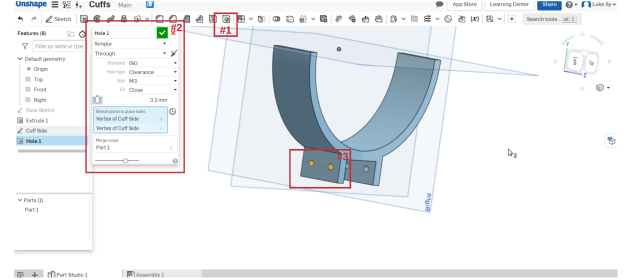 Onshape Cuffs Main App Store Learning Center Share Luke Sy
Sketch #1 Search tools... alt C
Features (8) Hole 1 #2
Filter by name or type Simple
Through
Default geometry Standard ISO
Origin Hole type Clearance
Top Size M3
Front Fit Close
Right 3.2 mm
Base Sketch Sketch points to place holes
Extrude 1 Vertex of Cuff Side
Cuff Side Vertex of Cuff Side
Hole 1 Merge scope
Part 1
#3
Right
Parts (1)
Part 1
Part Studio 1 Assembly 1